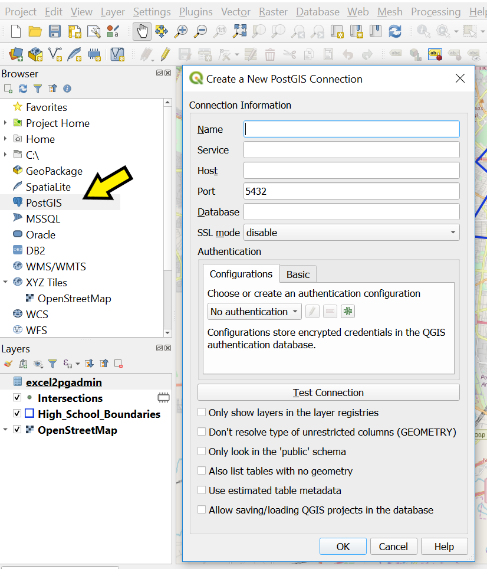 Project Edit View Layer Settings Plugins Vector Raster Database Web Mesh Processing Help
Browser
Favorites
Project Home
Home
C:\
GeoPackage
SpatiaLite
PostGIS
MSSQL
Oracle
DB2
WMS/WMTS
XYZ Tiles
OpenStreetMap
WCS
WFS
Layers
excel2pgadmin
Intersections
High_School_Boundaries
OpenStreetMap
Create a New PostGIS Connection
Connection Information
Name
Service
Host
Port 5432
Database
SSL mode disable
Authentication
Configurations Basic
Choose or create an authentication configuration
No authentication
Configurations store encrypted credentials in the QGIS
authentication database.
Test Connection
Only show layers in the layer registries
Don't resolve type of unrestricted columns (GEOMETRY)
Only look in the 'public' schema
Also list tables with no geometry
Use estimated table metadata
Allow saving/loading QGIS projects in the database
OK Cancel Help